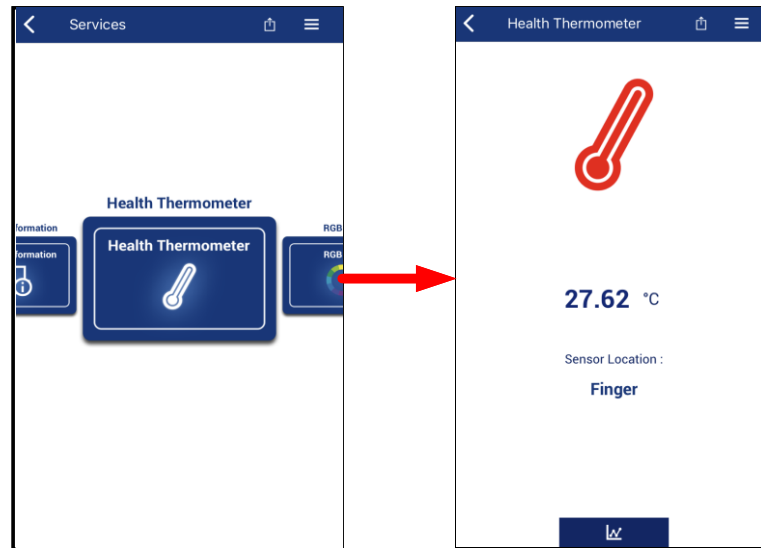 Services
Health Thermometer
formation
RGB
formation
Health Thermometer
RGB
Health Thermometer
27.62 °C
Sensor Location :
Finger